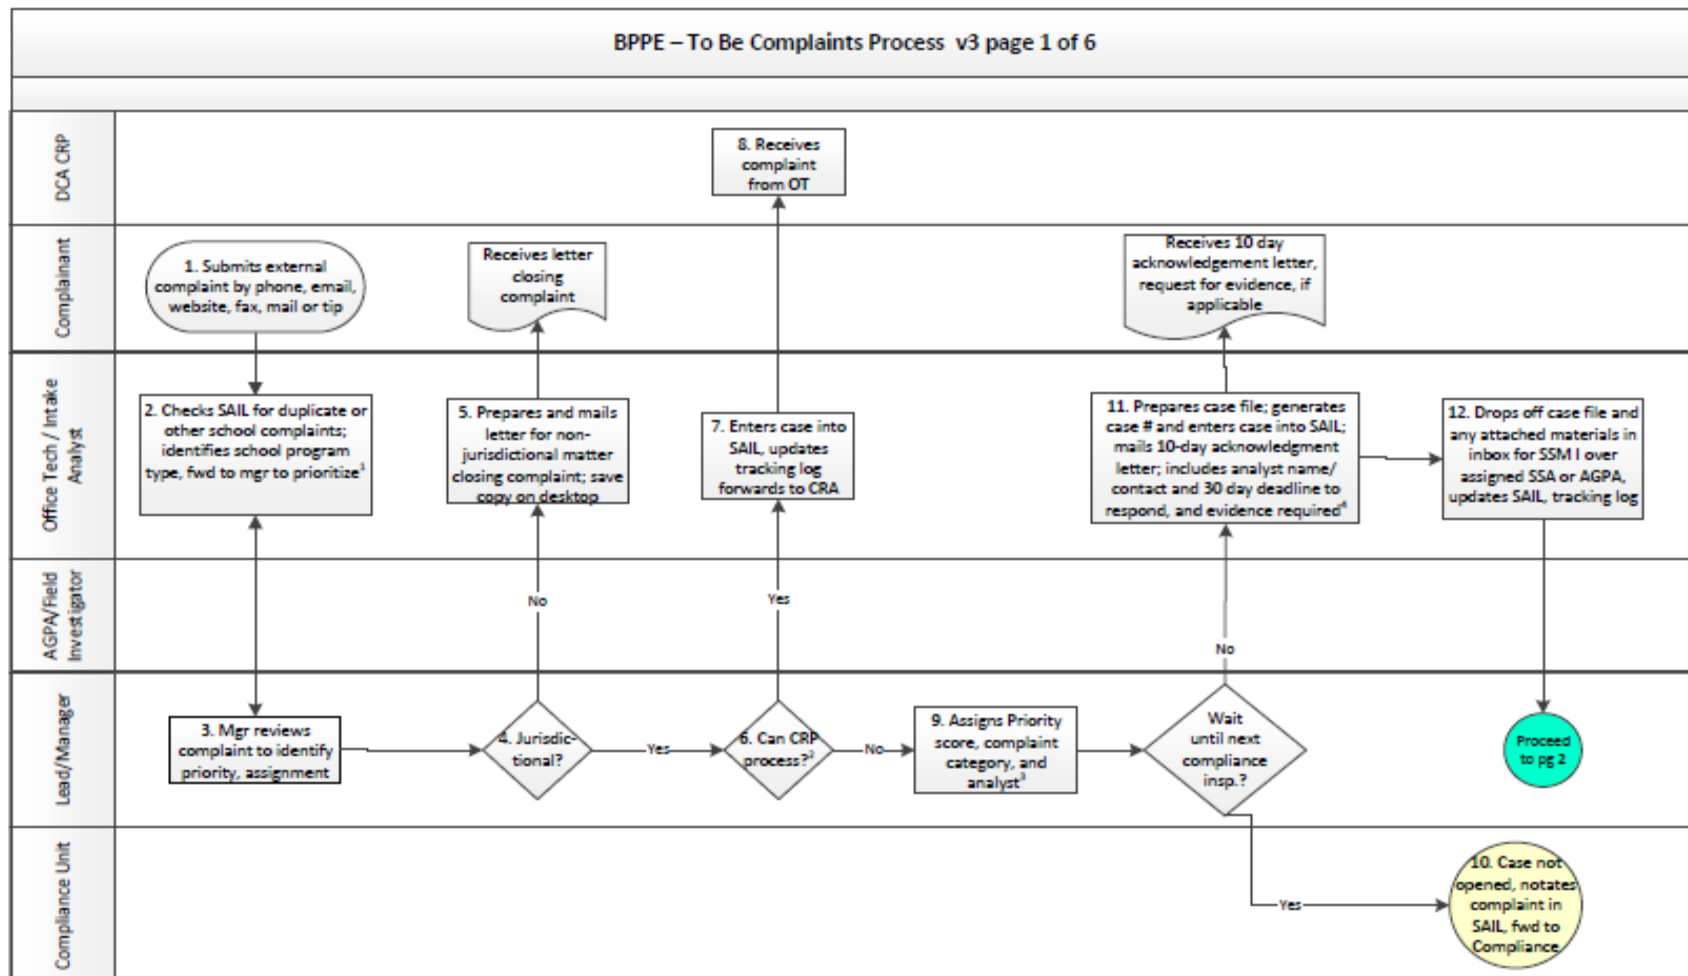 BPPE – To Be Complaints Process v3 page 1 of 6
DCA CRP
8. Receives
complaint
from OT
Complainant
1. Submits external
complaint by phone, email,
website, fax, mail or tip
Receives letter
closing
complaint
Receives 10 day
acknowledgement letter,
request for evidence, if
applicable
Office Tech / Intake
Analyst
2. Checks SAIL for duplicate or
other school complaints;
identifies school program
type, fwd to mgr to prioritize¹
5. Prepares and mails
letter for non-
jurisdictional matter
closing complaint; save
copy on desktop
7. Enters case into
SAIL, updates
tracking log
forwards to CRA
11. Prepares case file; generates
case # and enters case into SAIL;
mails 10-day acknowledgment
letter; includes analyst name/
contact and 30 day deadline to
respond, and evidence required⁴
12. Drops off case file and
any attached materials in
inbox for SSM I over
assigned SSA or AGPA,
updates SAIL, tracking log
AGPA/Field
Investigator
No
Yes
No
Lead/Manager
3. Mgr reviews
complaint to identify
priority, assignment
4. Jurisdic-
tional?
Yes
6. Can CRP
process?²
No
9. Assigns Priority
score, complaint
category, and
analyst³
Wait
until next
compliance
insp.?
Proceed
to pg 2
Compliance Unit
Yes
10. Case not
opened, notates
complaint in
SAIL, fwd to
Compliance